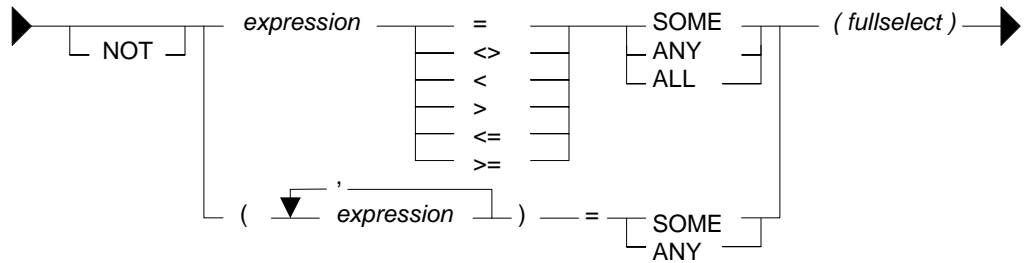 expression = SOME ( fullselect )
NOT <> ANY
< ALL
>
<=
>=
,
( expression ) = SOME
ANY